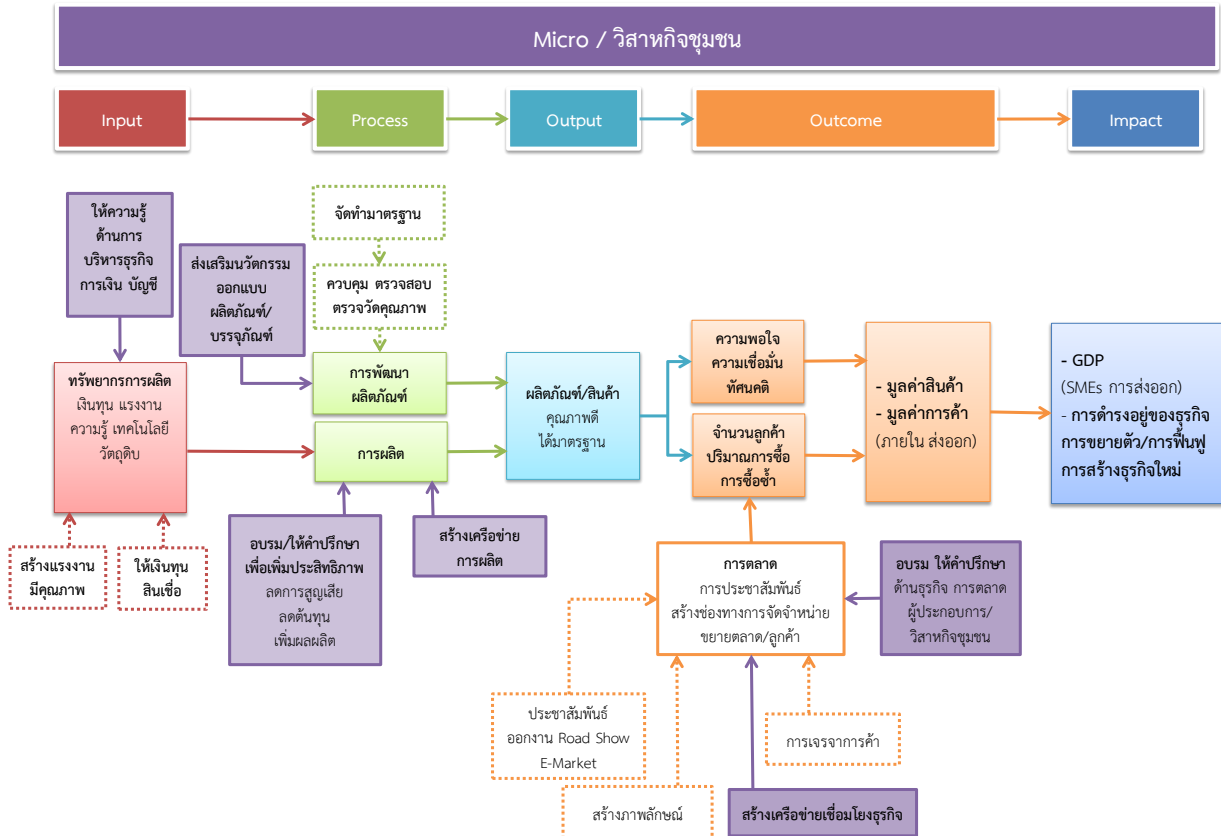 Micro / วิสาหกิจชุมชน
Input
Process
Output
Outcome
Impact
ให้ความรู้
ด้านการ
บริหารธุรกิจ
การเงิน บัญชี
ส่งเสริมนวัตกรรม
ออกแบบ
ผลิตภัณฑ์/
บรรจุภัณฑ์
จัดทำมาตรฐาน
ควบคุม ตรวจสอบ
ตรวจวัดคุณภาพ
ทรัพยากรการผลิต
เงินทุน แรงงาน
ความรู้ เทคโนโลยี
วัตถุดิบ
การพัฒนา
ผลิตภัณฑ์
การผลิต
ผลิตภัณฑ์/สินค้า
คุณภาพดี
ได้มาตรฐาน
ความพอใจ
ความเชื่อมั่น
ทัศนคติ
จำนวนลูกค้า
ปริมาณการซื้อ
การซื้อซ้ำ
- มูลค่าสินค้า
- มูลค่าการค้า
(ภายใน ส่งออก)
- GDP
(SMEs การส่งออก)
- การดำรงอยู่ของธุรกิจ
การขยายตัว/การฟื้นฟู
การสร้างธุรกิจใหม่
สร้างแรงงาน
มีคุณภาพ
ให้เงินทุน
สินเชื่อ
อบรม/ให้คำปรึกษา
เพื่อเพิ่มประสิทธิภาพ
ลดการสูญเสีย
ลดต้นทุน
เพิ่มผลผลิต
สร้างเครือข่าย
การผลิต
การตลาด
การประชาสัมพันธ์
สร้างช่องทางการจัดจำหน่าย
ขยายตลาด/ลูกค้า
อบรม ให้คำปรึกษา
ด้านธุรกิจ การตลาด
ผู้ประกอบการ/
วิสาหกิจชุมชน
ประชาสัมพันธ์
ออกงาน Road Show
E-Market
การเจรจาการค้า
สร้างภาพลักษณ์
สร้างเครือข่ายเชื่อมโยงธุรกิจ